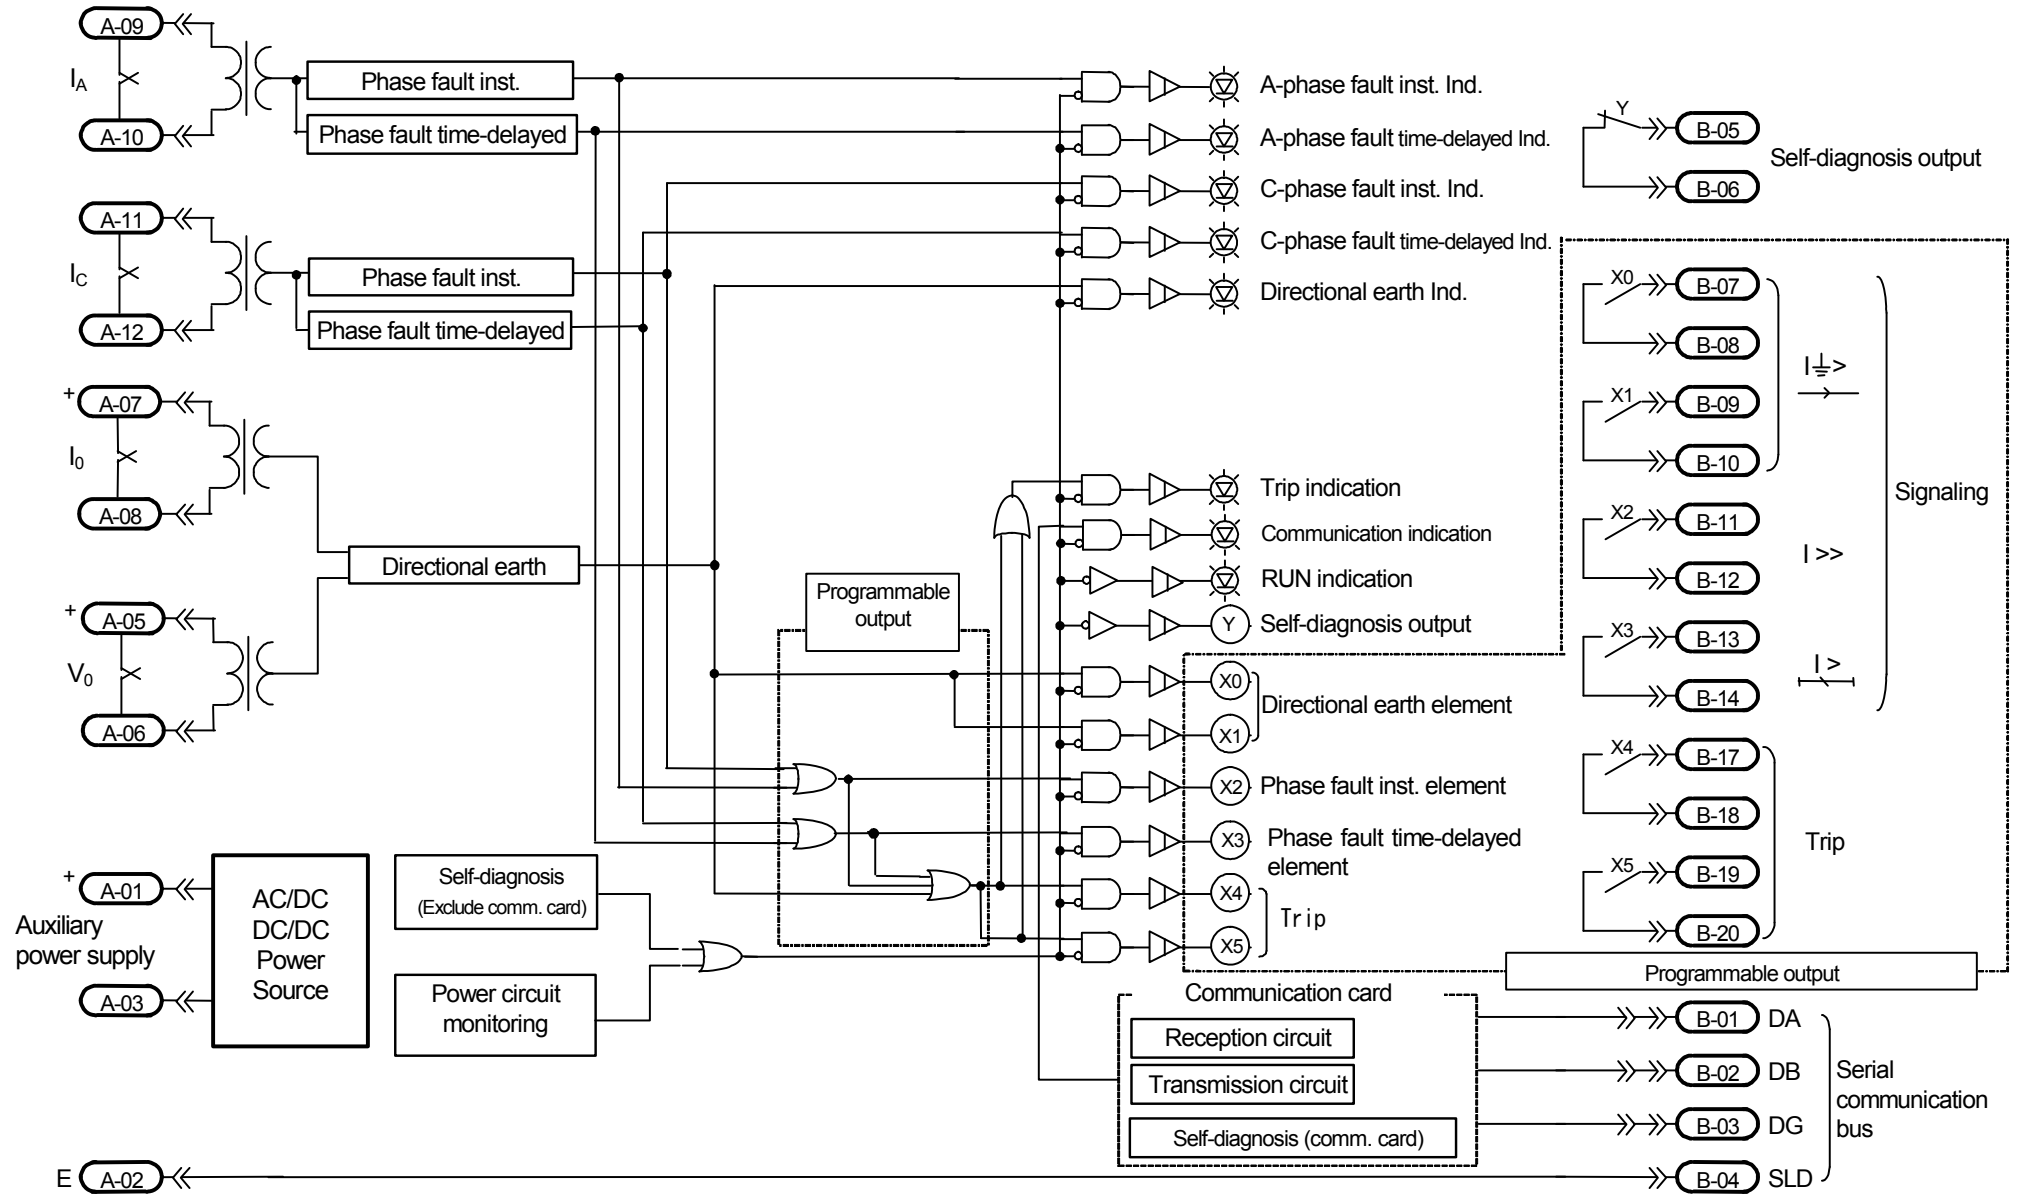 A-09
I_A
A-10
Phase fault inst.
Phase fault time-delayed
A-11
I_C
A-12
Phase fault inst.
Phase fault time-delayed
+
A-07
I_0
A-08
Directional earth
+
A-05
V_0
A-06
+
A-01
Auxiliary
power supply
A-03
AC/DC
DC/DC
Power
Source
Self-diagnosis
(Exclude comm. card)
Power circuit
monitoring
E
A-02
Programmable
output
A-phase fault inst. Ind.
A-phase fault time-delayed Ind.
C-phase fault inst. Ind.
C-phase fault time-delayed Ind.
Directional earth Ind.
Trip indication
Communication indication
RUN indication
Y
Self-diagnosis output
X0
X1
Directional earth element
X2
Phase fault inst. element
X3
Phase fault time-delayed
element
X4
X5
Trip
Communication card
Reception circuit
Transmission circuit
Self-diagnosis (comm. card)
Y
B-05
B-06
Self-diagnosis output
X0
B-07
B-08
X1
B-09
B-10
I⏚>
X2
B-11
B-12
I >>
X3
B-13
B-14
I >
Signaling
X4
B-17
B-18
X5
B-19
B-20
Trip
Programmable output
B-01 DA
B-02 DB
B-03 DG
B-04 SLD
Serial
communication
bus